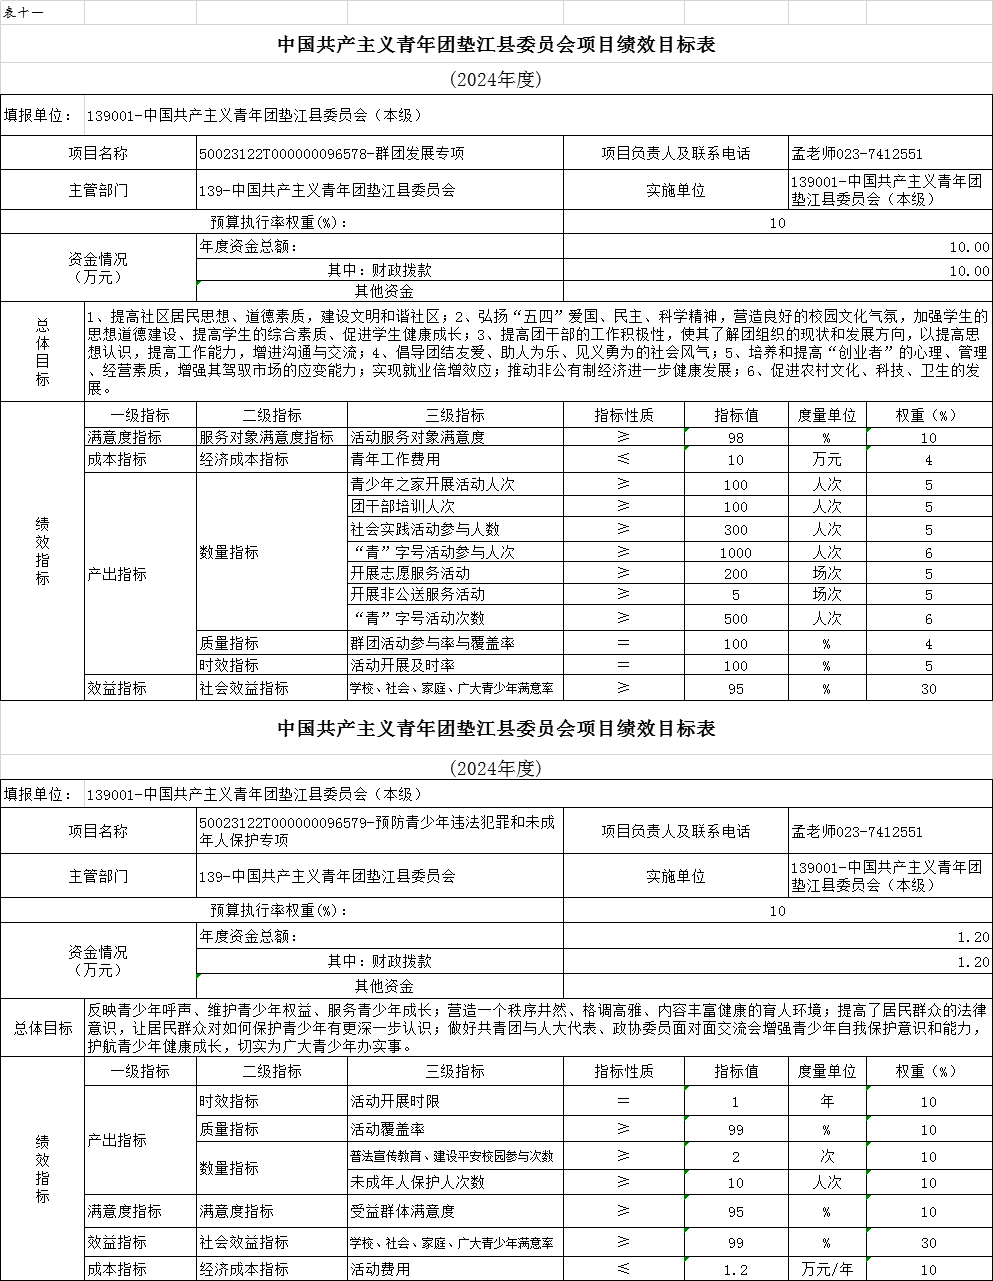 表十一
中国共产主义青年团垫江县委员会项目绩效目标表
(2024年度)
填报单位： 139001-中国共产主义青年团垫江县委员会（本级）
项目名称 50023122T000000096578-群团发展专项 项目负责人及联系电话 孟老师023-7412551
主管部门 139-中国共产主义青年团垫江县委员会 实施单位 139001-中国共产主义青年团
垫江县委员会（本级）
预算执行率权重(%)： 10
资金情况
（万元）
年度资金总额： 10.00
其中：财政拨款 10.00
其他资金
总
体
目
标
1、提高社区居民思想、道德素质，建设文明和谐社区；2、弘扬“五四”爱国、民主、科学精神，营造良好的校园文化气氛，加强学生的
思想道德建设、提高学生的综合素质、促进学生健康成长；3、提高团干部的工作积极性，使其了解团组织的现状和发展方向，以提高思
想认识，提高工作能力，增进沟通与交流；4、倡导团结友爱、助人为乐、见义勇为的社会风气；5、培养和提高“创业者”的心理、管理
、经营素质，增强其驾驭市场的应变能力；实现就业倍增效应；推动非公有制经济进一步健康发展；6、促进农村文化、科技、卫生的发
展。
绩
效
指
标
一级指标 二级指标 三级指标 指标性质 指标值 度量单位 权重（%）
满意度指标 服务对象满意度指标 活动服务对象满意度 ≥ 98 % 10
成本指标 经济成本指标 青年工作费用 ≤ 10 万元 4
产出指标 数量指标 青少年之家开展活动人次 ≥ 100 人次 5
团干部培训人次 ≥ 100 人次 5
社会实践活动参与人数 ≥ 300 人次 5
“青”字号活动参与人次 ≥ 1000 人次 6
开展志愿服务活动 ≥ 200 场次 5
开展非公送服务活动 ≥ 5 场次 5
“青”字号活动次数 ≥ 500 人次 6
质量指标 群团活动参与率与覆盖率 ＝ 100 % 4
时效指标 活动开展及时率 ＝ 100 % 5
效益指标 社会效益指标 学校、社会、家庭、广大青少年满意率 ≥ 95 % 30
中国共产主义青年团垫江县委员会项目绩效目标表
(2024年度)
填报单位： 139001-中国共产主义青年团垫江县委员会（本级）
项目名称 50023122T000000096579-预防青少年违法犯罪和未成
年人保护专项 项目负责人及联系电话 孟老师023-7412551
主管部门 139-中国共产主义青年团垫江县委员会 实施单位 139001-中国共产主义青年团
垫江县委员会（本级）
预算执行率权重(%)： 10
资金情况
（万元）
年度资金总额： 1.20
其中：财政拨款 1.20
其他资金
总体目标
反映青少年呼声、维护青少年权益、服务青少年成长；营造一个秩序井然、格调高雅、内容丰富健康的育人环境；提高了居民群众的法律
意识，让居民群众对如何保护青少年有更深一步认识；做好共青团与人大代表、政协委员面对面交流会增强青少年自我保护意识和能力，
护航青少年健康成长，切实为广大青少年办实事。
绩
效
指
标
一级指标 二级指标 三级指标 指标性质 指标值 度量单位 权重（%）
产出指标 时效指标 活动开展时限 ＝ 1 年 10
质量指标 活动覆盖率 ≥ 99 % 10
数量指标 普法宣传教育、建设平安校园参与次数 ≥ 2 次 10
未成年人保护人次数 ≥ 10 人次 10
满意度指标 满意度指标 受益群体满意度 ≥ 95 % 10
效益指标 社会效益指标 学校、社会、家庭、广大青少年满意率 ≥ 99 % 30
成本指标 经济成本指标 活动费用 ≤ 1.2 万元/年 10